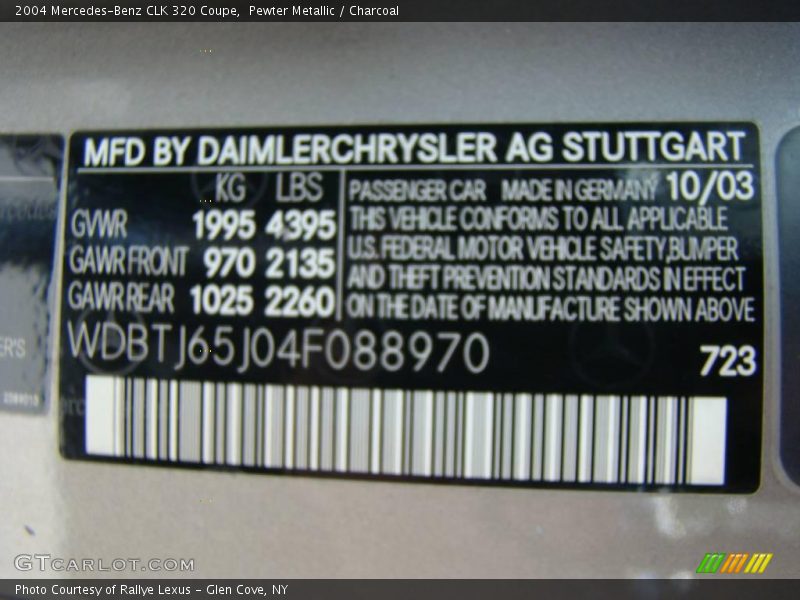 2004 Mercedes-Benz CLK 320 Coupe,  Pewter Metallic / Charcoal
MFD BY DAIMLERCHRYSLER AG STUTTGART
KG LBS
GVWR 1995 4395
GAWR FRONT 970 2135
GAWR REAR 1025 2260
PASSENGER CAR MADE IN GERMANY 10/03
THIS VEHICLE CONFORMS TO ALL APPLICABLE
U.S. FEDERAL MOTOR VEHICLE SAFETY,BUMPER
AND THEFT PREVENTION STANDARDS IN EFFECT
ON THE DATE OF MANUFACTURE SHOWN ABOVE
WDBTJ65J04F088970
723
ER'S
GTCARLOT.COM
Photo Courtesy of Rallye Lexus - Glen Cove, NY